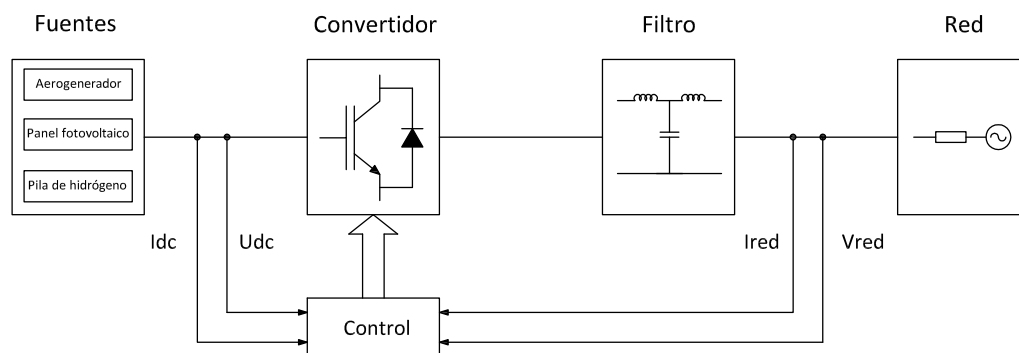 Fuentes
Convertidor
Filtro
Red
Aerogenerador
Panel fotovoltaico
Pila de hidrógeno
Idc
Udc
Ired
Vred
Control